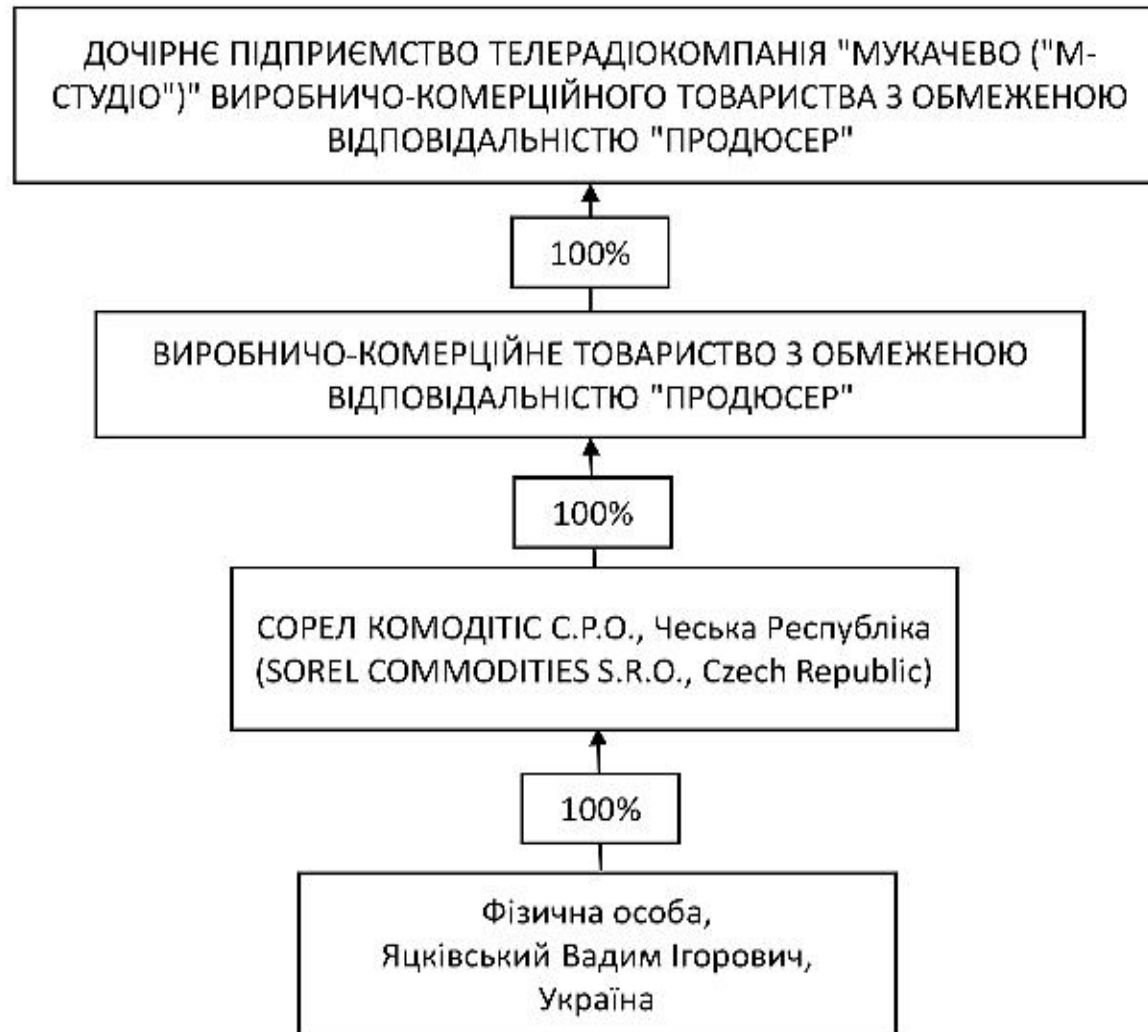 ДОЧІРНЄ ПІДПРИЄМСТВО ТЕЛЕРАДІОКОМПАНІЯ "МУКАЧЕВО ("М-
СТУДІО")" ВИРОБНИЧО-КОМЕРЦІЙНОГО ТОВАРИСТВА З ОБМЕЖЕНОЮ
ВІДПОВІДАЛЬНІСТЮ "ПРОДЮСЕР"
100%
ВИРОБНИЧО-КОМЕРЦІЙНЕ ТОВАРИСТВО З ОБМЕЖЕНОЮ
ВІДПОВІДАЛЬНІСТЮ "ПРОДЮСЕР"
100%
СОРЕЛ КОМОДІТІС С.Р.О., Чеська Республіка
(SOREL COMMODITIES S.R.O., Czech Republic)
100%
Фізична особа,
Яцківський Вадим Ігорович,
Україна